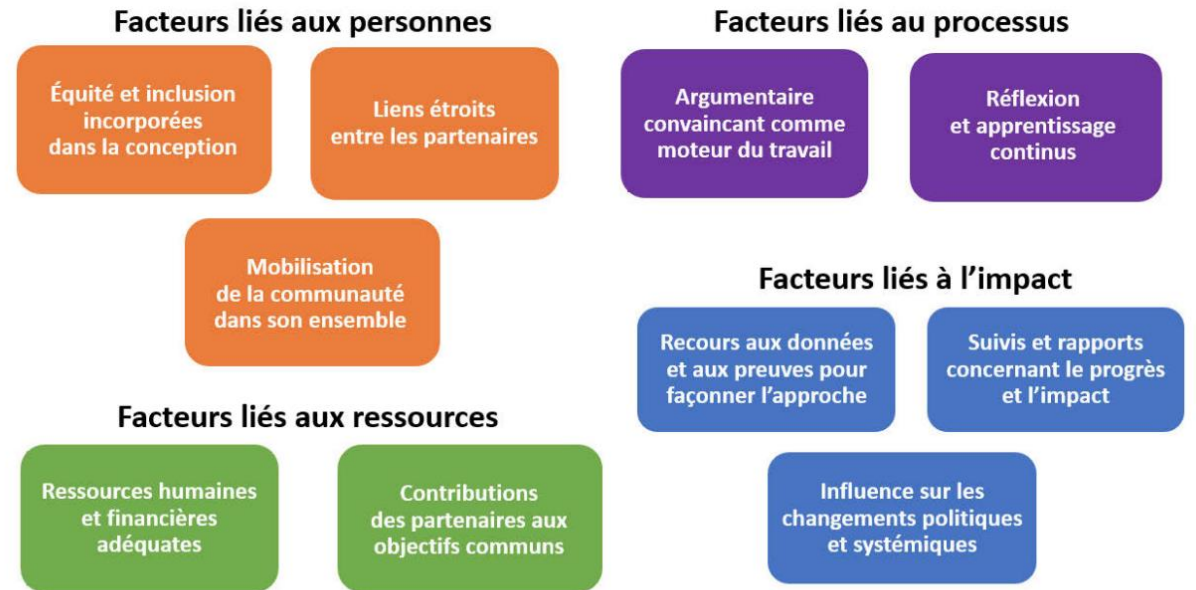 Facteurs liés aux personnes
Équité et inclusion
incorporées
dans la conception
Liens étroits
entre les partenaires
Mobilisation
de la communauté
dans son ensemble
Facteurs liés au processus
Argumentaire
convaincant comme
moteur du travail
Réflexion
et apprentissage
continus
Facteurs liés aux ressources
Ressources humaines
et financières
adéquates
Contributions
des partenaires aux
objectifs communs
Facteurs liés à l’impact
Recours aux données
et aux preuves pour
façonner l’approche
Suivis et rapports
concernant le progrès
et l’impact
Influence sur les
changements politiques
et systémiques